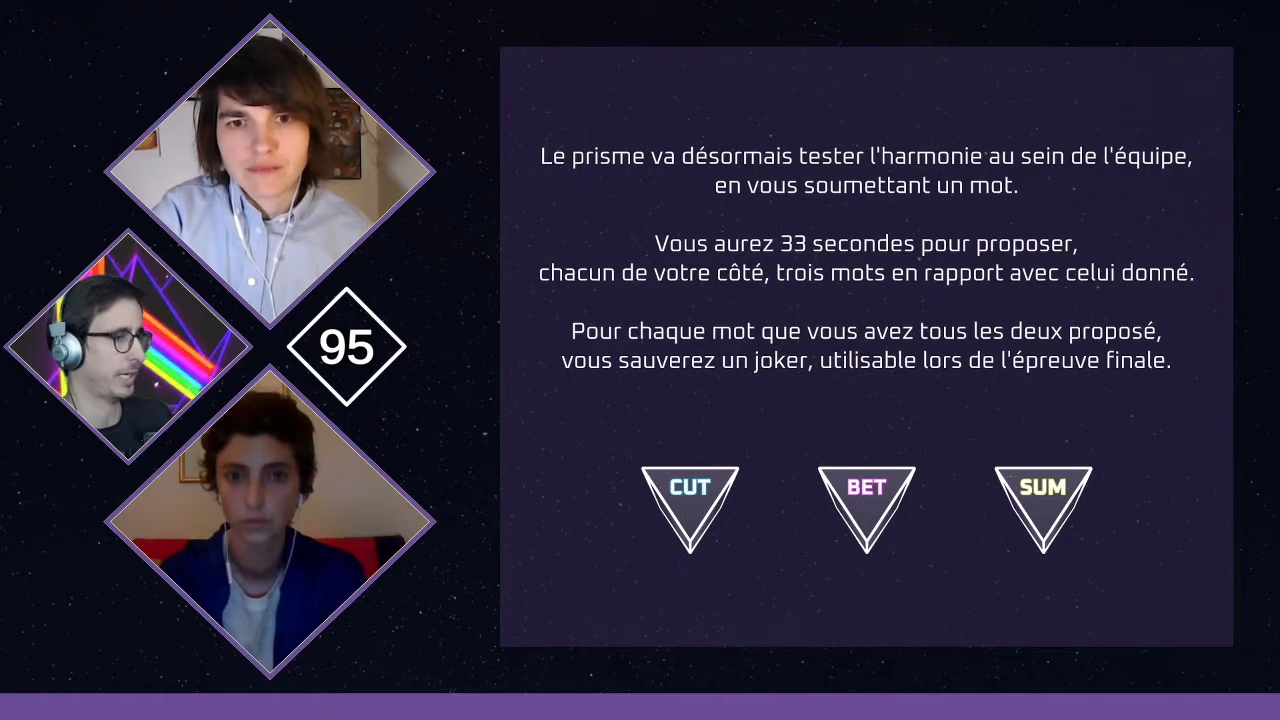 Le prisme va désormais tester l'harmonie au sein de l'équipe,
en vous soumettant un mot.
Vous aurez 33 secondes pour proposer,
chacun de votre côté, trois mots en rapport avec celui donné.
95
Pour chaque mot que vous avez tous les deux proposé,
vous sauverez un joker, utilisable lors de l'épreuve finale.
CUT
BET
SUM